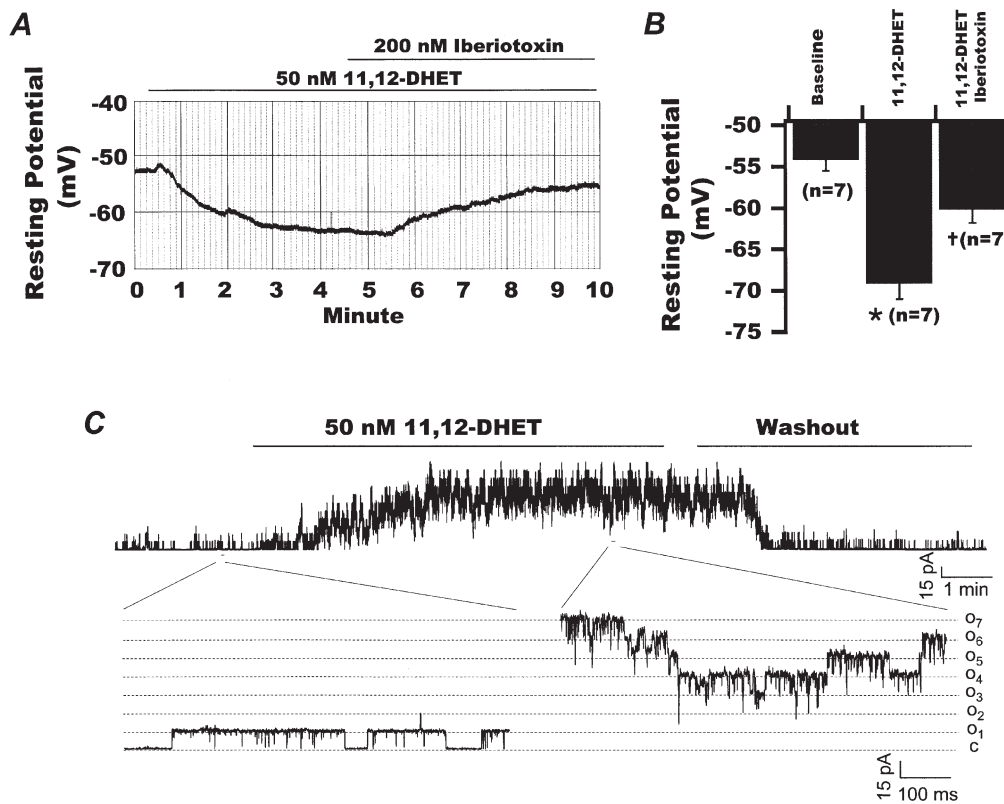 A
200 nM Iberiotoxin
50 nM 11,12-DHET
Resting Potential
(mV)
-40
-50
-60
-70
0 1 2 3 4 5 6 7 8 9 10
Minute
B
Baseline
11,12-DHET
11,12-DHET
Iberiotoxin
Resting Potential
(mV)
-50
-55
-60
-65
-70
-75
(n=7)
* (n=7)
†(n=7
C
50 nM 11,12-DHET
Washout
15 pA
1 min
O7
O6
O5
O4
O3
O2
O1
C
15 pA
100 ms